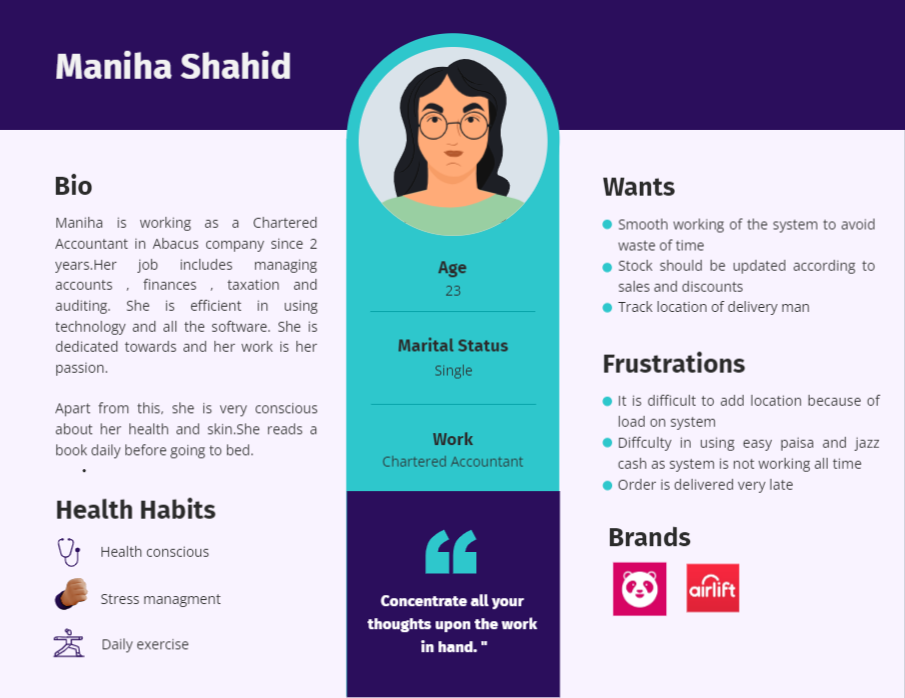 Maniha Shahid
Bio
Maniha is working as a Chartered
Accountant in Abacus company since 2
years.Her job includes managing
accounts , finances , taxation and
auditing. She is efficient in using
technology and all the software. She is
dedicated towards and her work is her
passion.
Apart from this, she is very conscious
about her health and skin.She reads a
book daily before going to bed.
Health Habits
Health conscious
Stress managment
Daily exercise
Age
23
Marital Status
Single
Work
Chartered Accountant
Concentrate all your
thoughts upon the work
in hand. "
Wants
Smooth working of the system to avoid
waste of time
Stock should be updated according to
sales and discounts
Track location of delivery man
Frustrations
It is difficult to add location because of
load on system
Diffculty in using easy paisa and jazz
cash as system is not working all time
Order is delivered very late
Brands
airlift